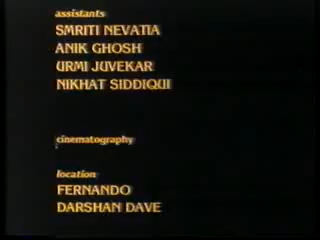 assistants
SMRITI NEVATIA
ANIK GHOSH
URMI JUVEKAR
NIKHAT SIDDIQUI
cinematography
location
FERNANDO
DARSHAN DAVE